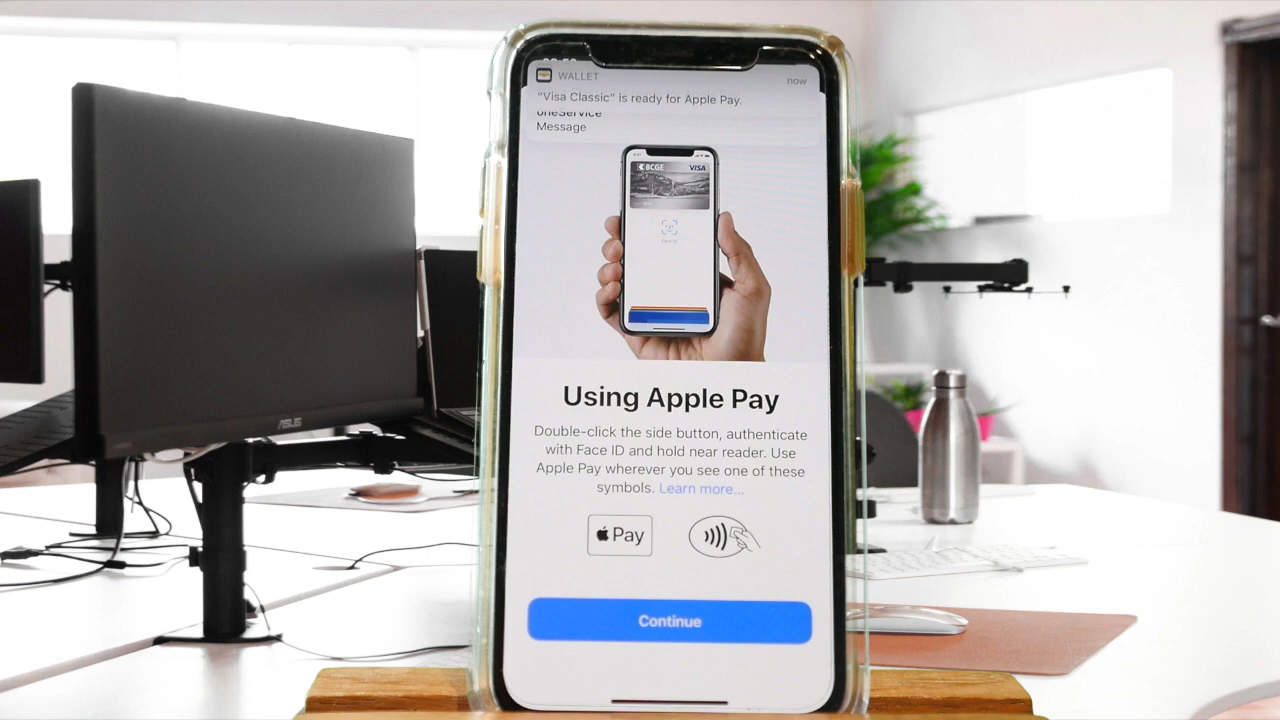 WALLET
now
"Visa Classic" is ready for Apple Pay.
oneService
Message
BCGE
VISA
Using Apple Pay
Double-click the side button, authenticate
with Face ID and hold near reader. Use
Apple Pay wherever you see one of these
symbols. Learn more...
Pay
Continue
ASUS